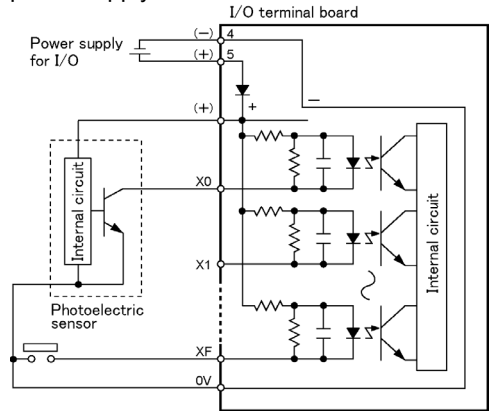 I/O terminal board
Power supply
for I/O
(−) 4
(+) 5
+
−
(+)
Internal circuit
X0
Internal circuit
X1
Photoelectric
sensor
XF
0V